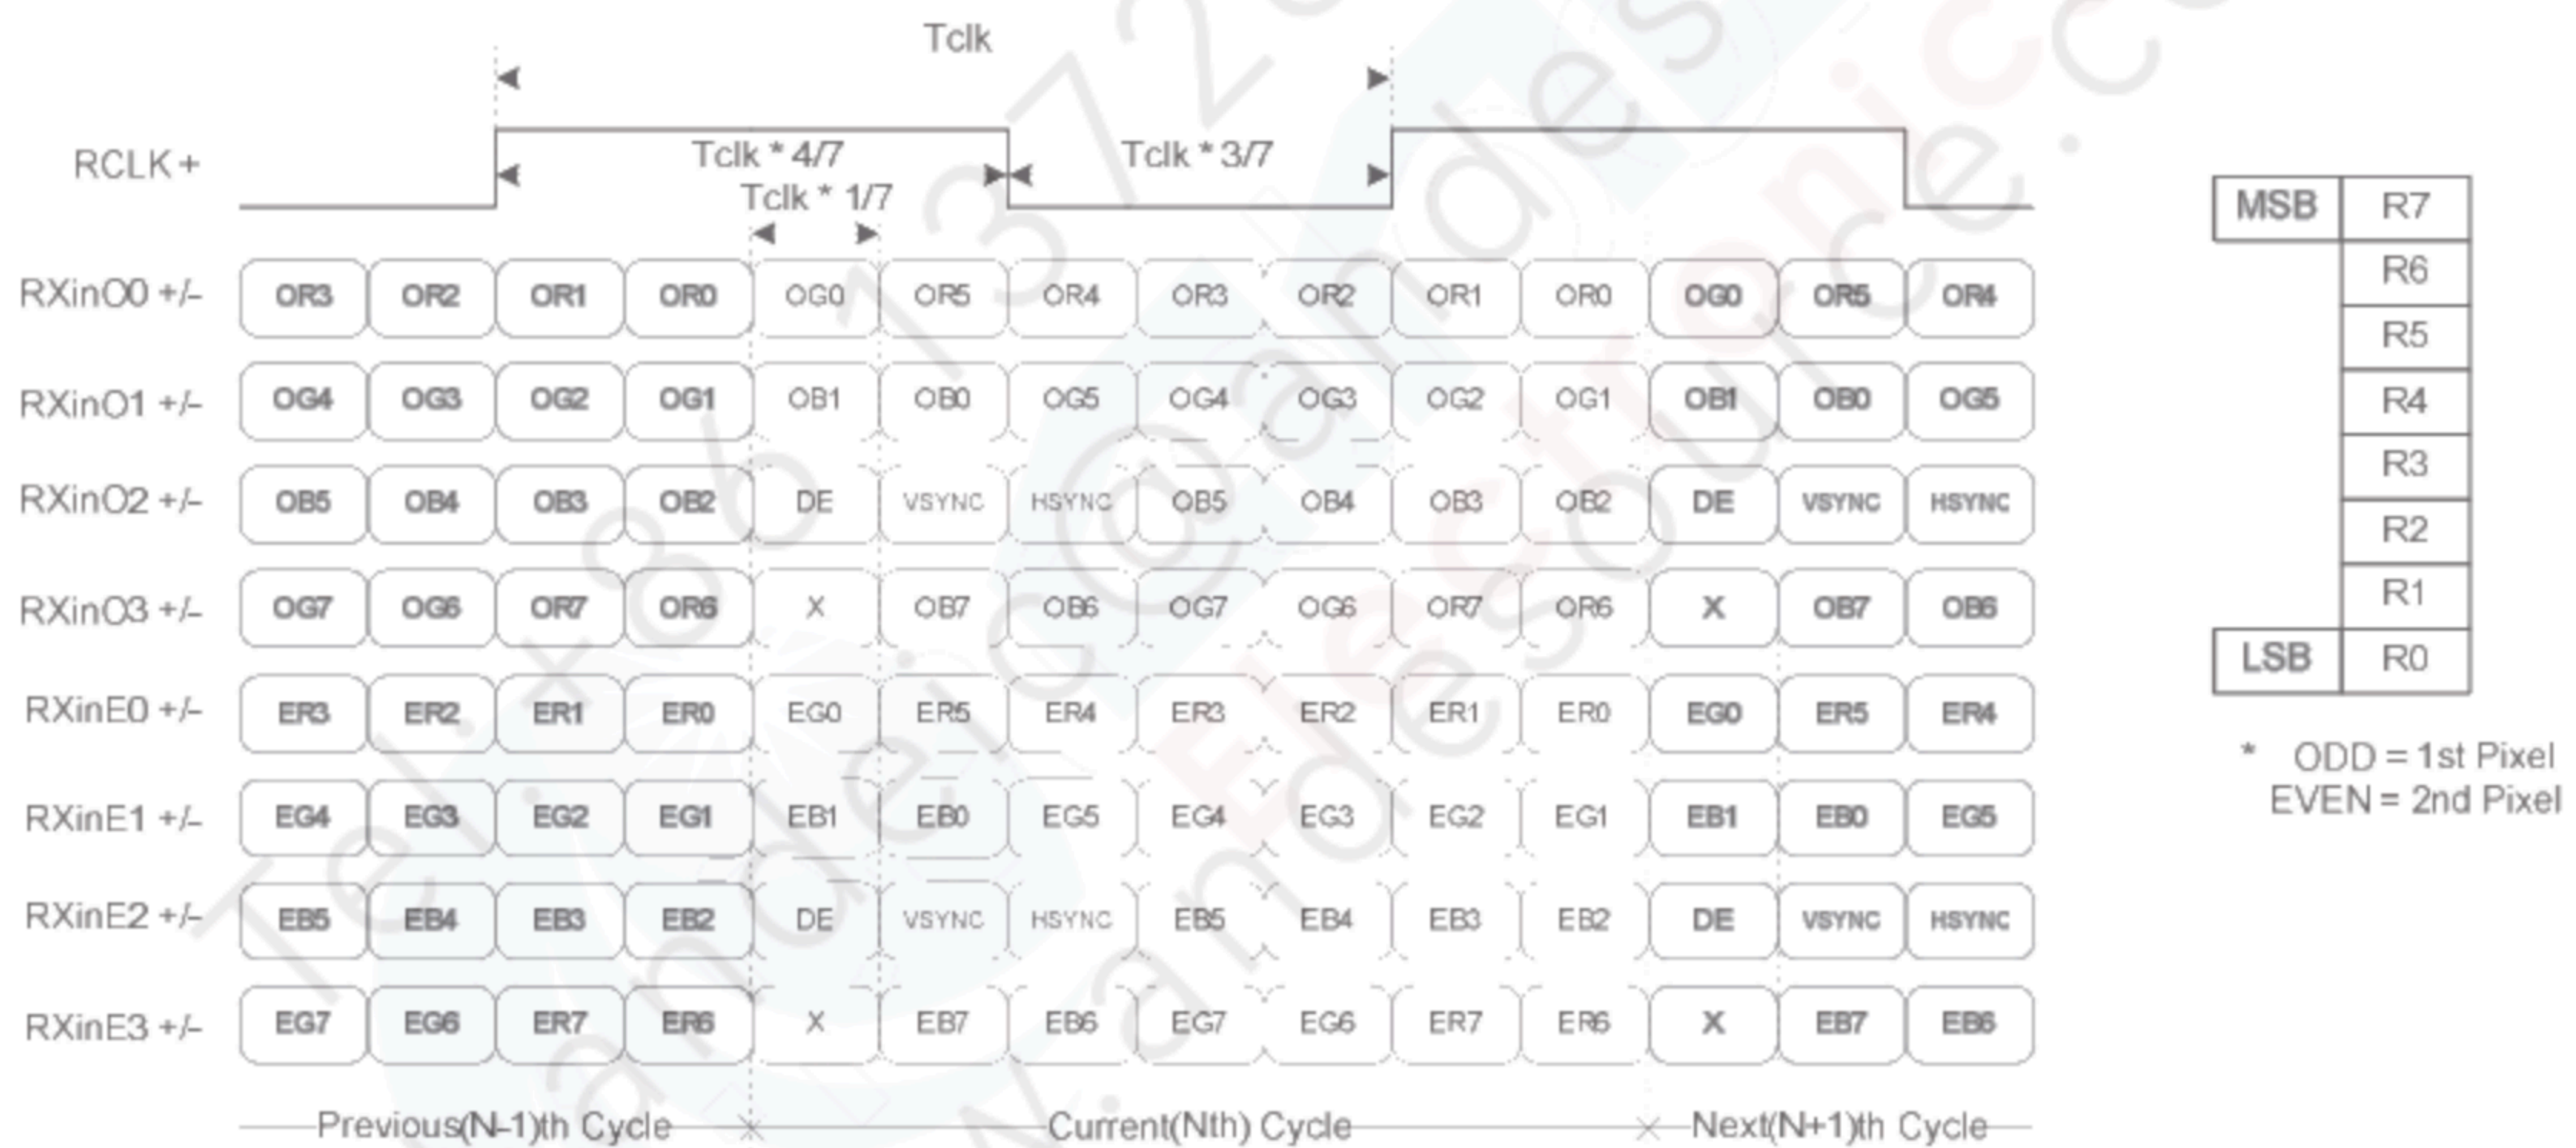 Tclk
RCLK +
Tclk * 4/7
Tclk * 3/7
Tclk * 1/7
RXinO0 +/- OR3 OR2 OR1 OR0 OG0 OR5 OR4 OR3 OR2 OR1 OR0 OG0 OR5 OR4
RXinO1 +/- OG4 OG3 OG2 OG1 OB1 OB0 OG5 OG4 OG3 OG2 OG1 OB1 OB0 OG5
RXinO2 +/- OB5 OB4 OB3 OB2 DE VSYNC HSYNC OB5 OB4 OB3 OB2 DE VSYNC HSYNC
RXinO3 +/- OG7 OG6 OR7 OR6 X OB7 OB6 OG7 OG6 OR7 OR6 X OB7 OB6
RXinE0 +/- ER3 ER2 ER1 ER0 EG0 ER5 ER4 ER3 ER2 ER1 ER0 EG0 ER5 ER4
RXinE1 +/- EG4 EG3 EG2 EG1 EB1 EB0 EG5 EG4 EG3 EG2 EG1 EB1 EB0 EG5
RXinE2 +/- EB5 EB4 EB3 EB2 DE VSYNC HSYNC EB5 EB4 EB3 EB2 DE VSYNC HSYNC
RXinE3 +/- EG7 EG6 ER7 ER6 X EB7 EB6 EG7 EG6 ER7 ER6 X EB7 EB6
Previous(N-1)th Cycle Current(Nth) Cycle Next(N+1)th Cycle
MSB R7
R6
R5
R4
R3
R2
R1
LSB R0
* ODD = 1st Pixel
EVEN = 2nd Pixel